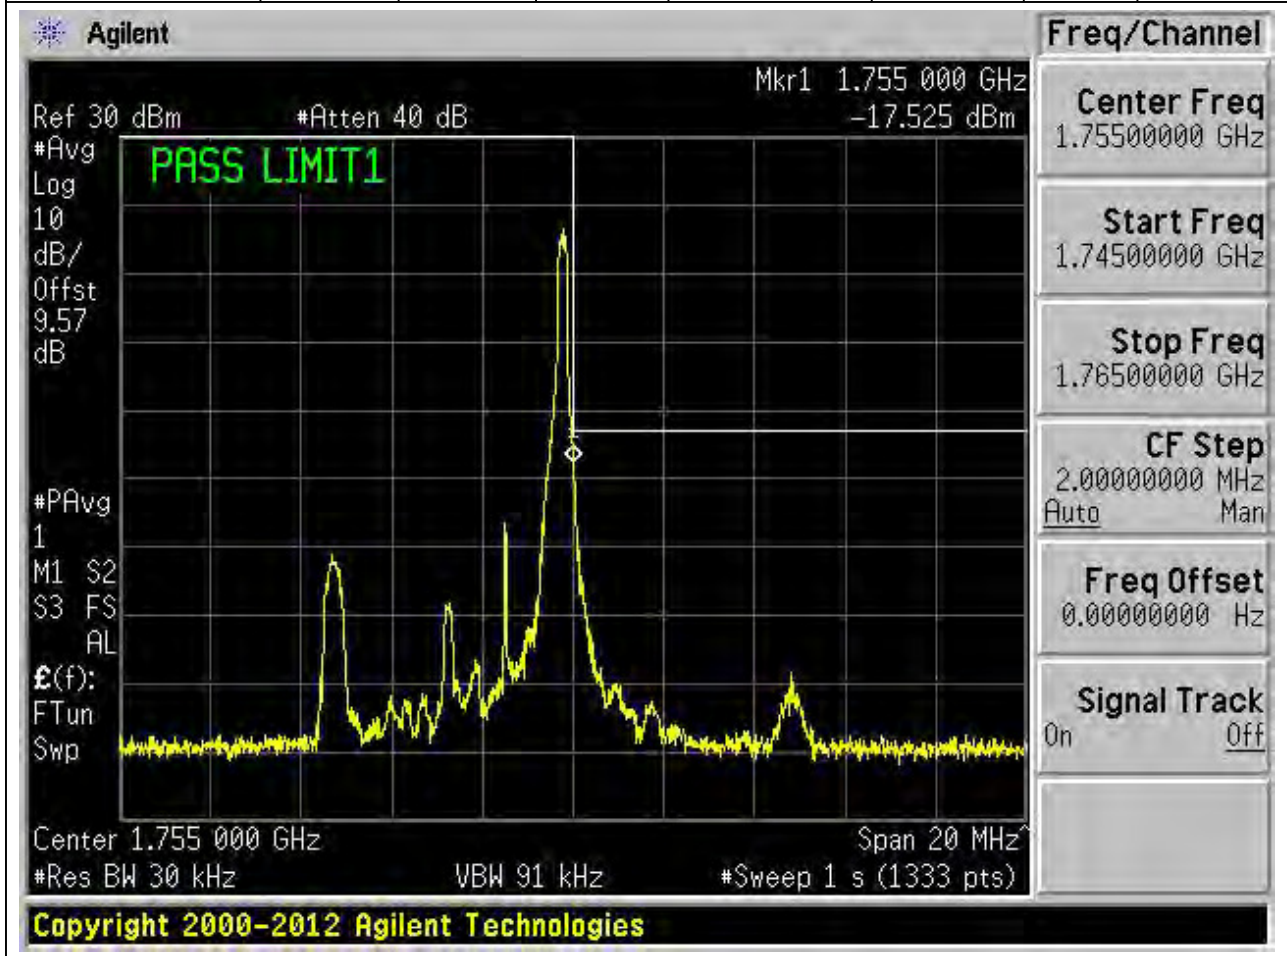 Agilent
Freq/Channel
Mkr1 1.755 000 GHz
Ref 30 dBm #Atten 40 dB -17.525 dBm
#Avg
Log
10
dB/
Offst
9.57
dB
PASS LIMIT1
1
#PAvg
1
M1 S2
S3 FS
AL
£(f):
FTun
Swp
Center 1.755 000 GHz Span 20 MHz^
#Res BW 30 kHz VBW 91 kHz #Sweep 1 s (1333 pts)
Center Freq
1.75500000 GHz
Start Freq
1.74500000 GHz
Stop Freq
1.76500000 GHz
CF Step
2.00000000 MHz
Auto Man
Freq Offset
0.00000000 Hz
Signal Track
On Off
Copyright 2000-2012 Agilent Technologies